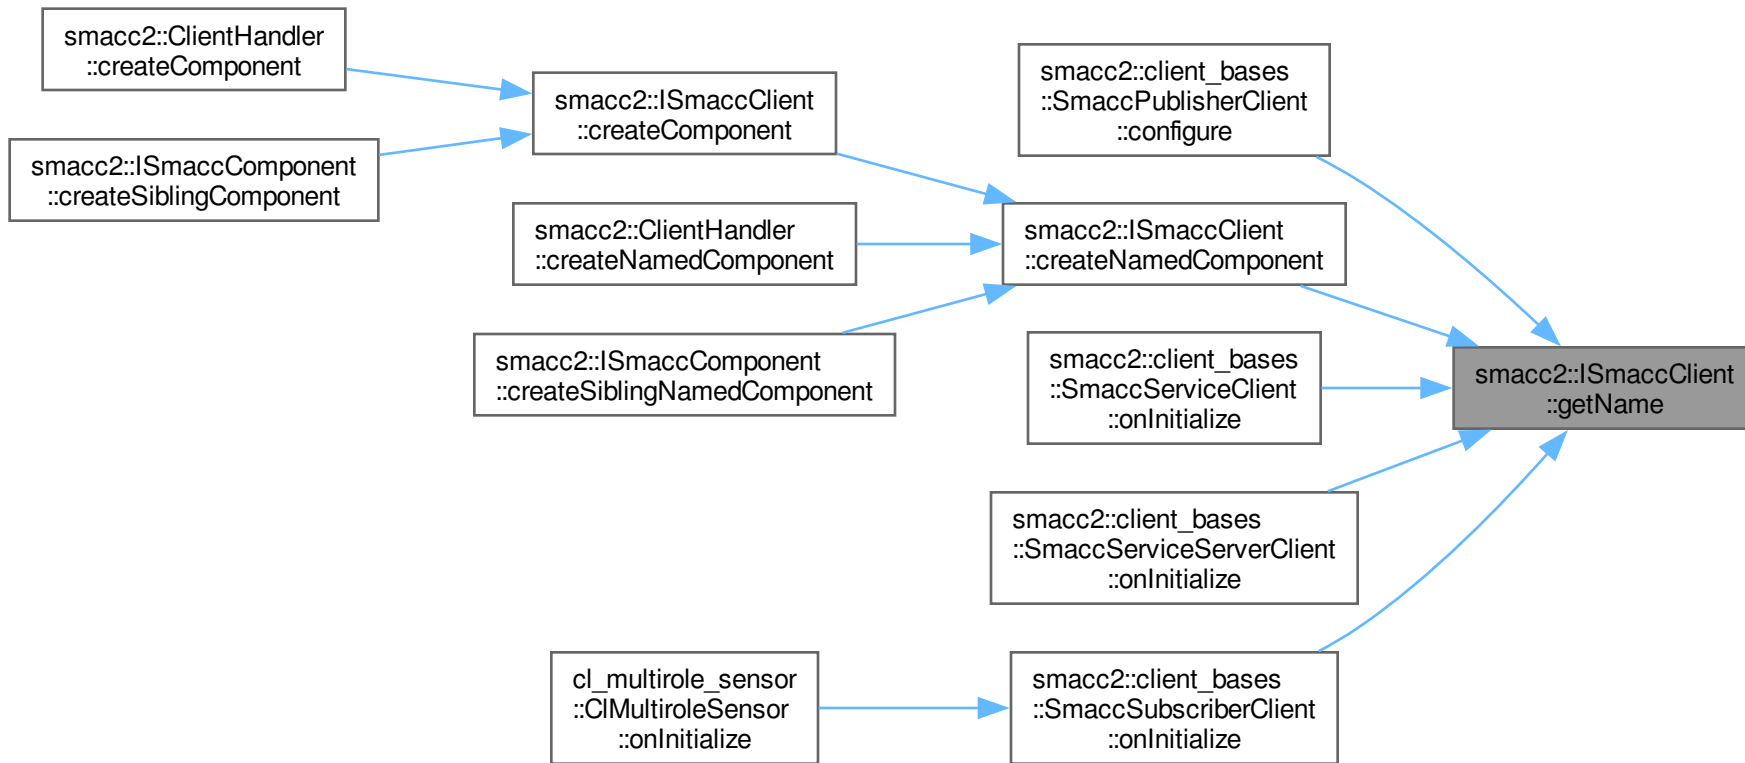 smacc2::ClientHandler
::createComponent
smacc2::ISmaccComponent
::createSiblingComponent
smacc2::ISmaccClient
::createComponent
smacc2::ClientHandler
::createNamedComponent
smacc2::ISmaccComponent
::createSiblingNamedComponent
smacc2::client_bases
::SmaccPublisherClient
::configure
smacc2::ISmaccClient
::createNamedComponent
smacc2::client_bases
::SmaccServiceClient
::onInitialize
smacc2::client_bases
::SmaccServiceServerClient
::onInitialize
cl_multirole_sensor
::ClMultiroleSensor
::onInitialize
smacc2::client_bases
::SmaccSubscriberClient
::onInitialize
smacc2::ISmaccClient
::getName